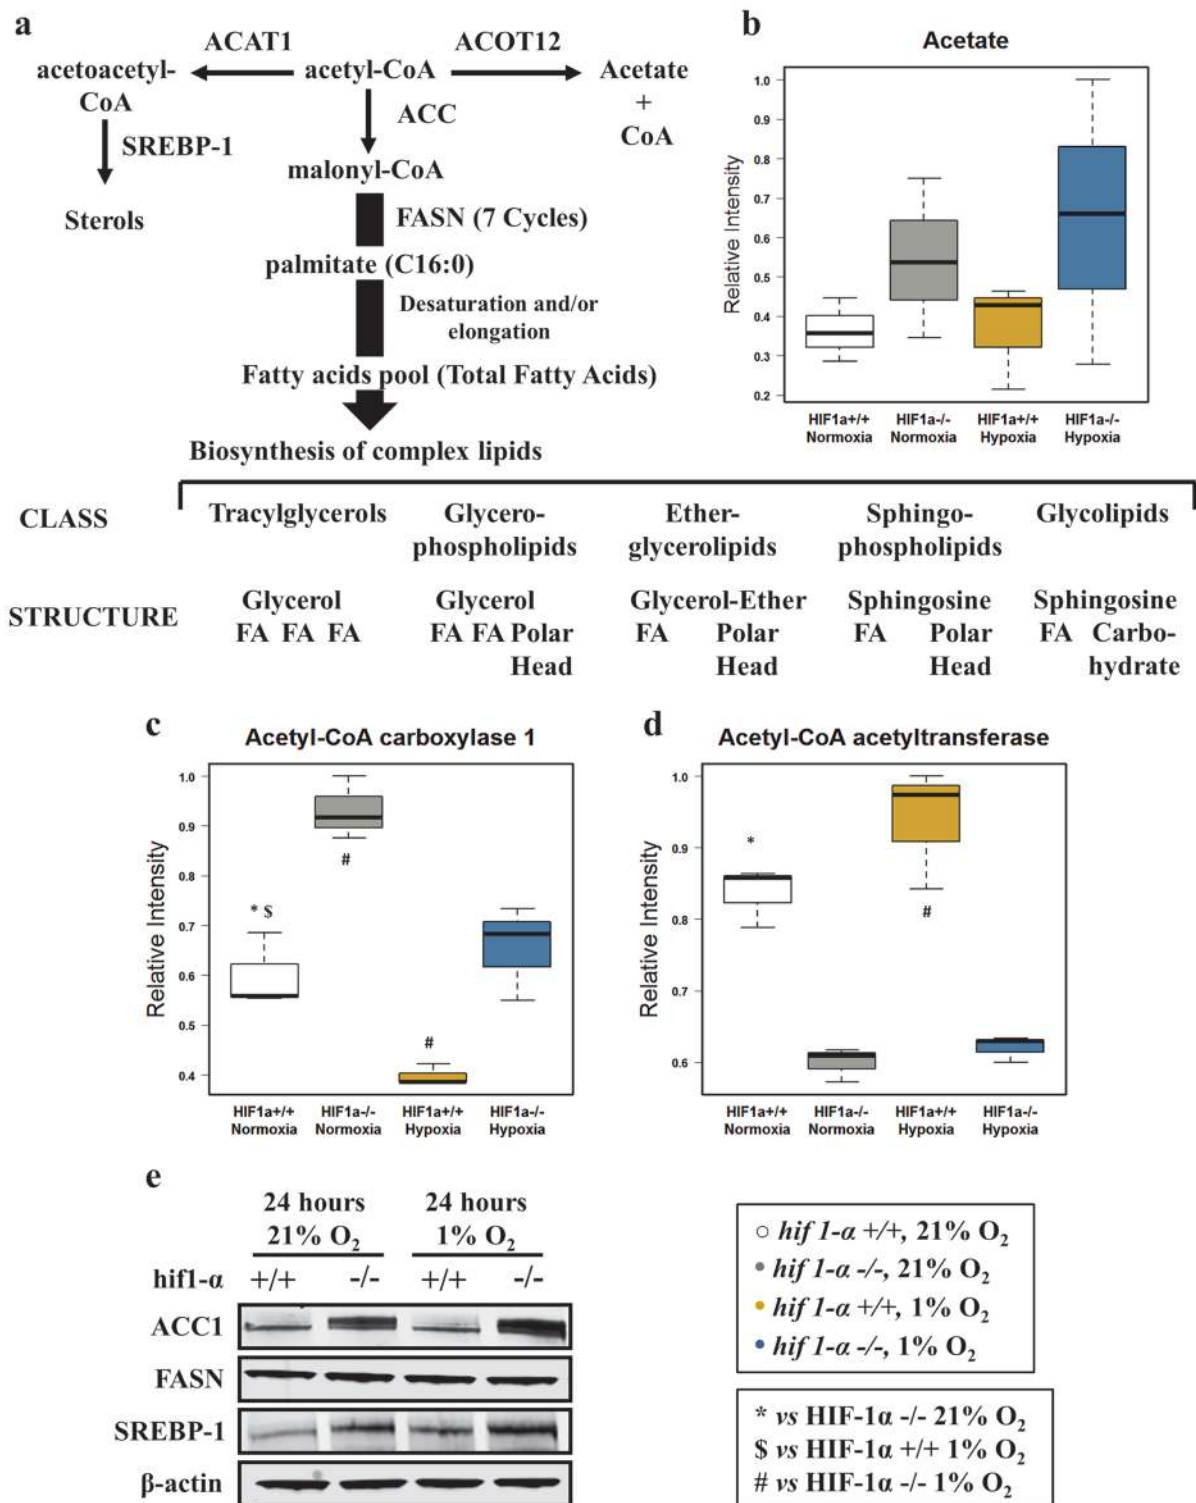 a
ACAT1 ACOT12
acetoacetyl-CoA acetyl-CoA Acetate
+
CoA
ACC
SREBP-1
malonyl-CoA
Sterols
FASN (7 Cycles)
palmitate (C16:0)
Desaturation and/or
elongation
Fatty acids pool (Total Fatty Acids)
Biosynthesis of complex lipids
b
Acetate
Relative Intensity
1.0
0.9
0.8
0.7
0.6
0.5
0.4
0.3
0.2
HIF1a+/+ HIF1a-/- HIF1a+/+ HIF1a-/-
Normoxia Normoxia Hypoxia Hypoxia
CLASS Tracylglycerols Glycero- Ether- Sphingo- Glycolipids
phospholipids glycerolipids phospholipids
STRUCTURE Glycerol Glycerol Glycerol-Ether Sphingosine Sphingosine
FA FA FA FA FA Polar FA Polar FA Polar FA Carbo-
Head Head Head hydrate
c
Acetyl-CoA carboxylase 1
Relative Intensity
1.0
0.9
0.8
0.7
0.6
0.5
0.4
* $
#
#
HIF1a+/+ HIF1a-/- HIF1a+/+ HIF1a-/-
Normoxia Normoxia Hypoxia Hypoxia
d
Acetyl-CoA acetyltransferase
Relative Intensity
1.0
0.9
0.8
0.7
0.6
*
#
HIF1a+/+ HIF1a-/- HIF1a+/+ HIF1a-/-
Normoxia Normoxia Hypoxia Hypoxia
e
24 hours 24 hours
21% O2 1% O2
hif1-α +/+ -/- +/+ -/-
ACC1
FASN
SREBP-1
β-actin
hif 1-α +/+, 21% O2
hif 1-α -/-, 21% O2
hif 1-α +/+, 1% O2
hif 1-α -/-, 1% O2
* vs HIF-1α -/- 21% O2
$ vs HIF-1α +/+ 1% O2
# vs HIF-1α -/- 1% O2